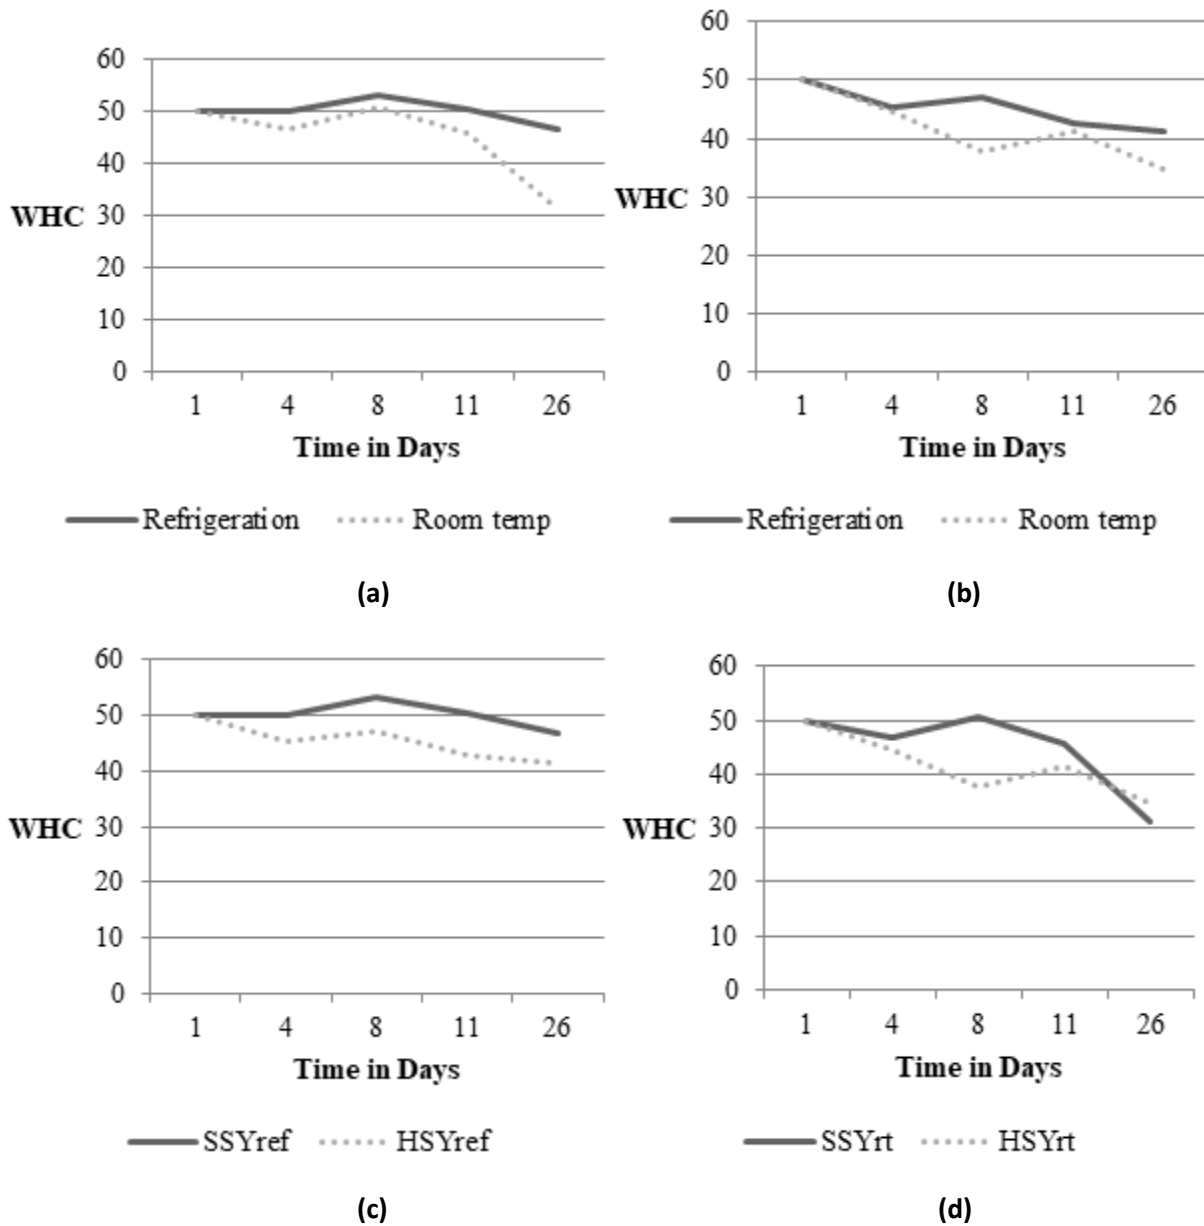 60
50
40
WHC 30
20
10
0
1 4 8 11 26
Time in Days
Refrigeration Room temp
(a)
60
50
40
WHC 30
20
10
0
1 4 8 11 26
Time in Days
Refrigeration Room temp
(b)
60
50
40
WHC 30
20
10
0
1 4 8 11 26
Time in Days
SSYref HSYref
(c)
60
50
40
WHC 30
20
10
0
1 4 8 11 26
Time in Days
SSYrt HSYrt
(d)